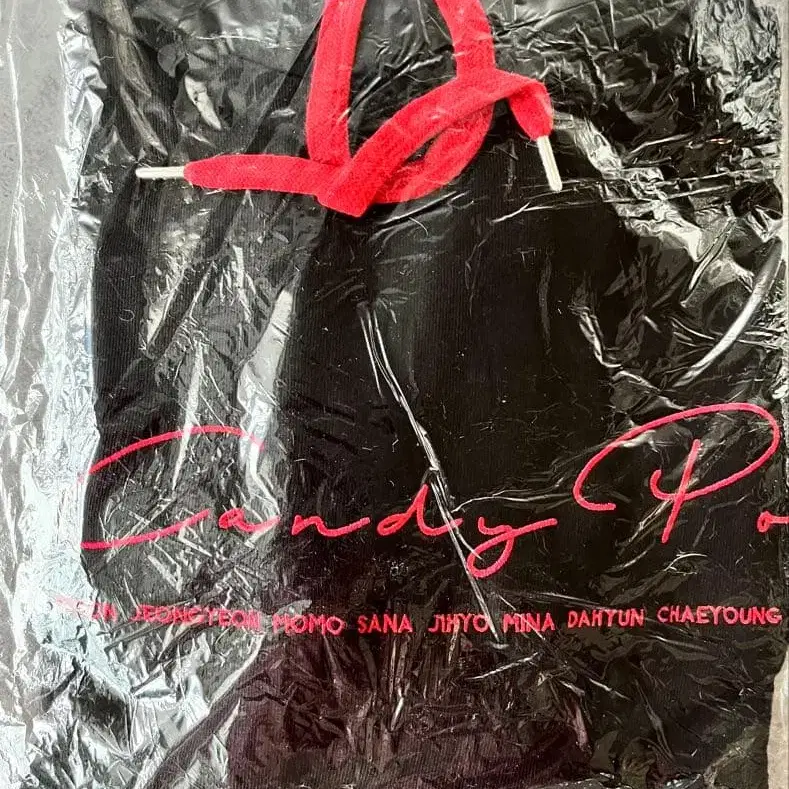 Candy Po
JEONGYEON MOMO SANA JIHYO MINA DAHYUN CHAEYOUNG